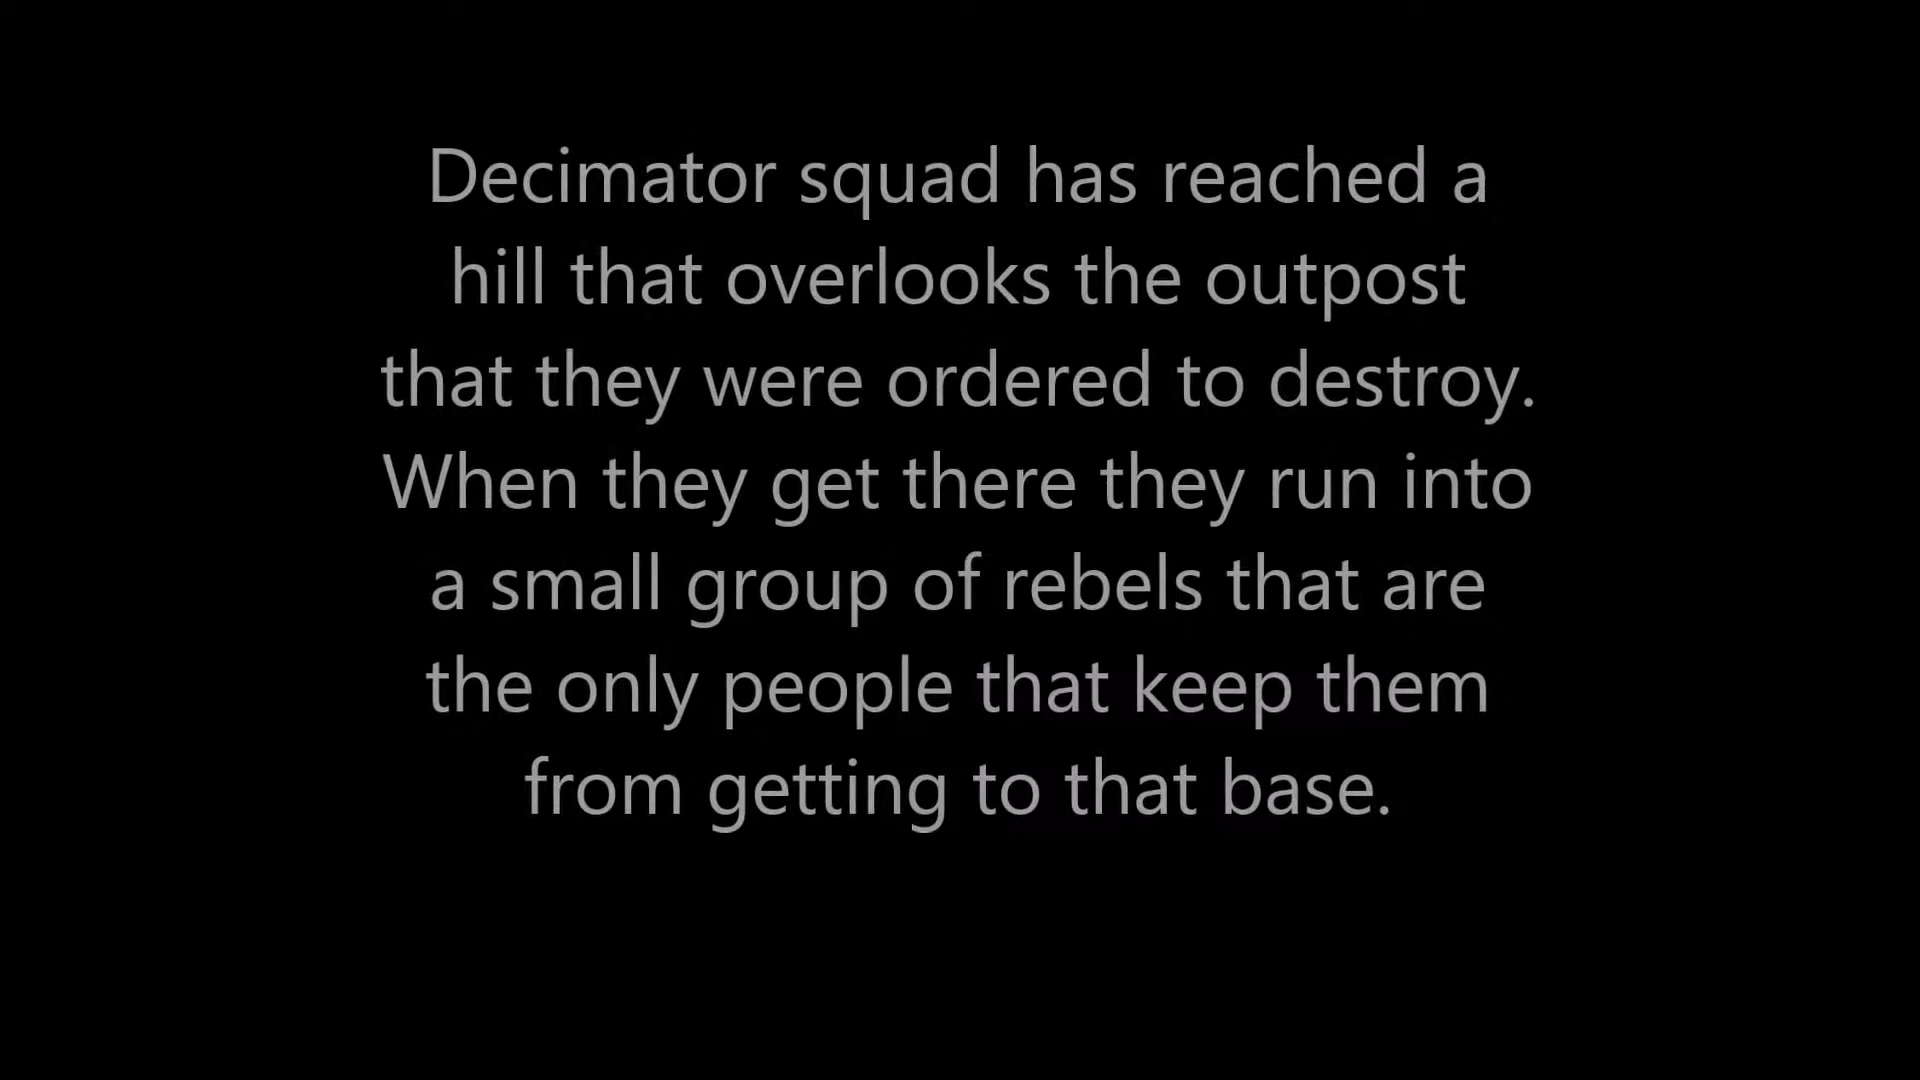 Decimator squad has reached a
hill that overlooks the outpost
that they were ordered to destroy.
When they get there they run into
a small group of rebels that are
the only people that keep them
from getting to that base.